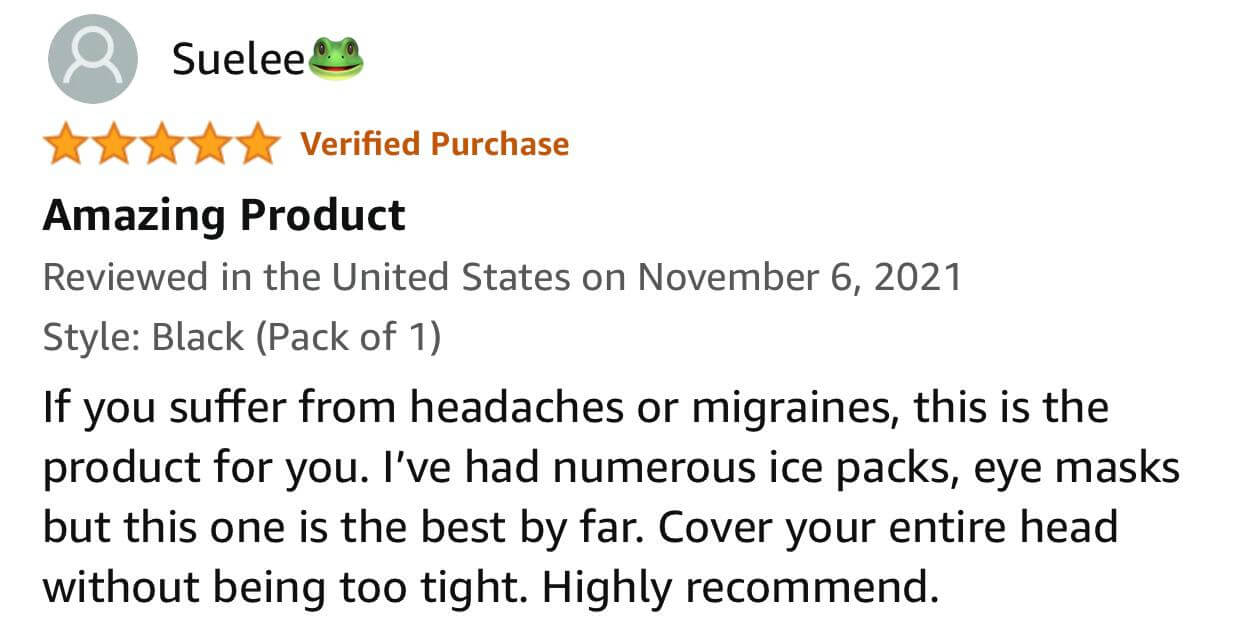 Suelee🐸
Verified Purchase
Amazing Product
Reviewed in the United States on November 6, 2021
Style: Black (Pack of 1)
If you suffer from headaches or migraines, this is the
product for you. I've had numerous ice packs, eye masks
but this one is the best by far. Cover your entire head
without being too tight. Highly recommend.